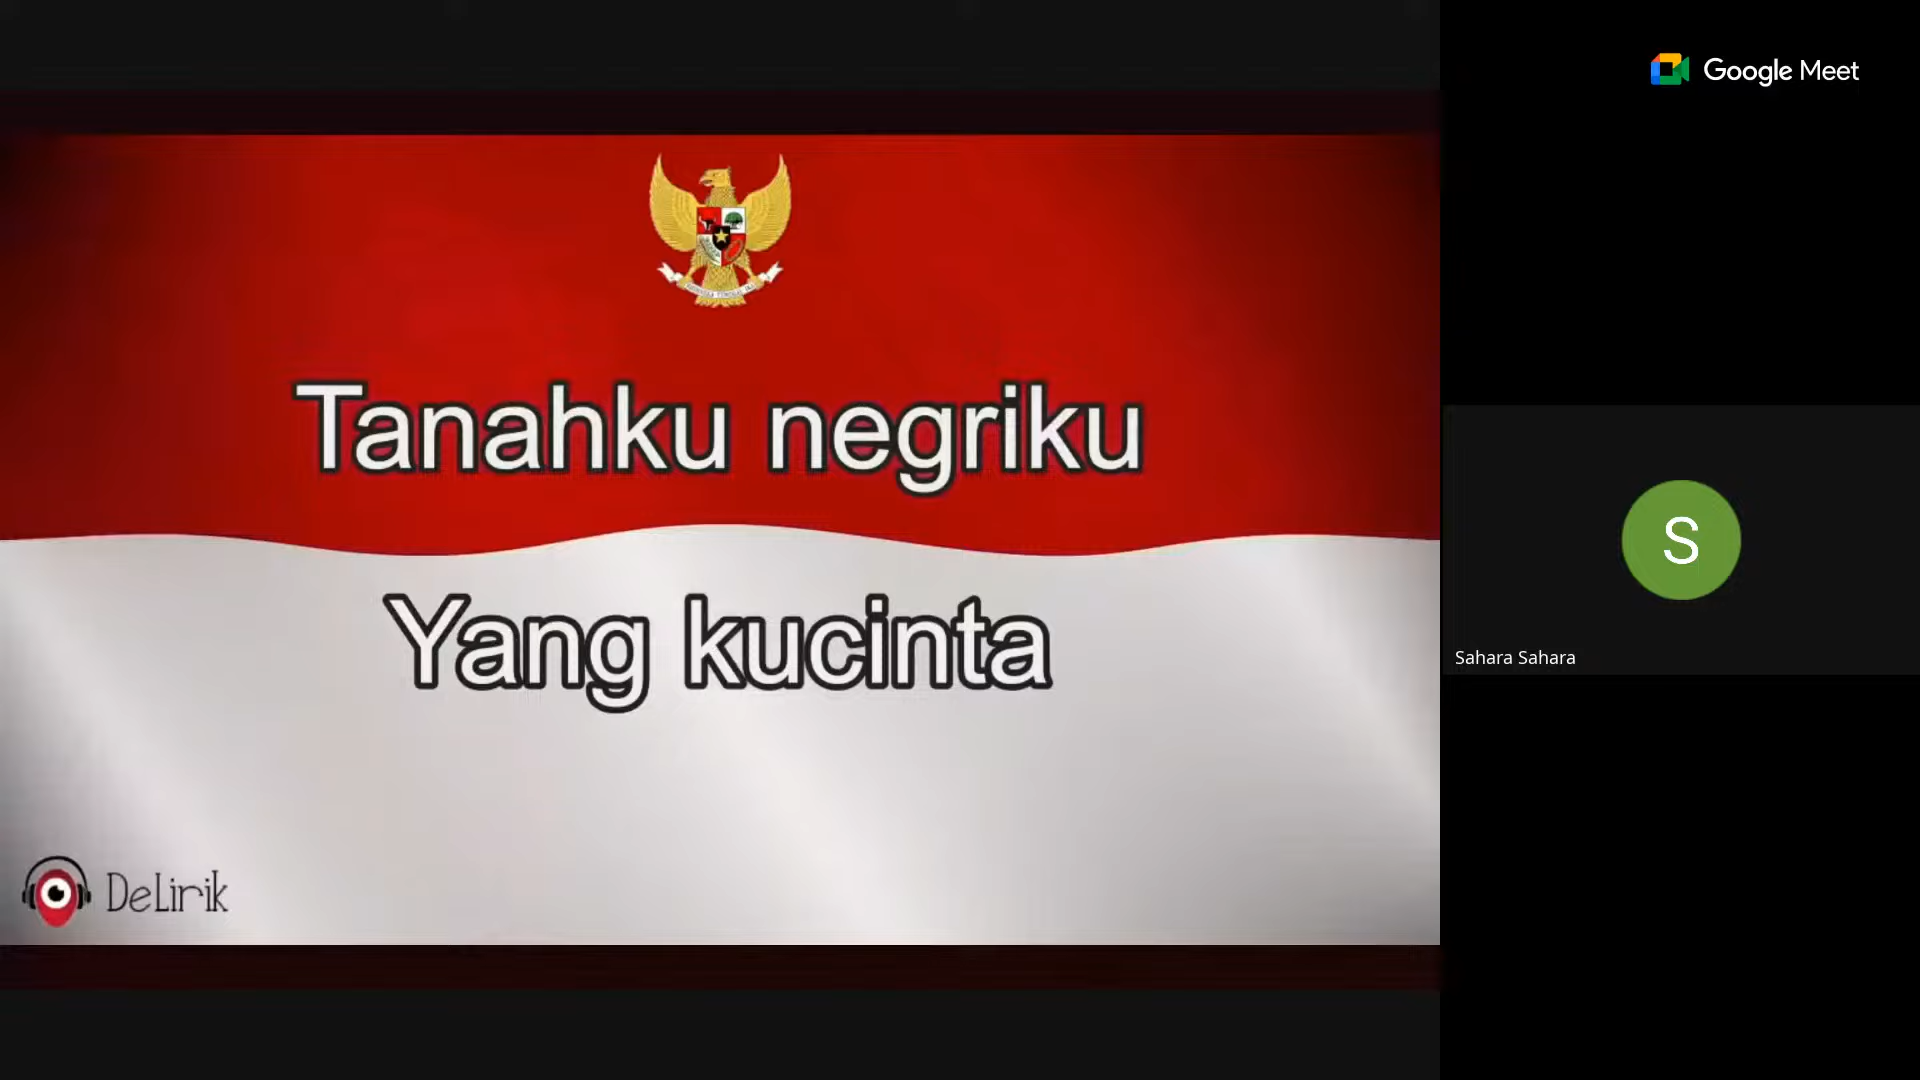 Google Meet
Tanahku negriku
Yang kucinta
S
Sahara Sahara
DeLirik